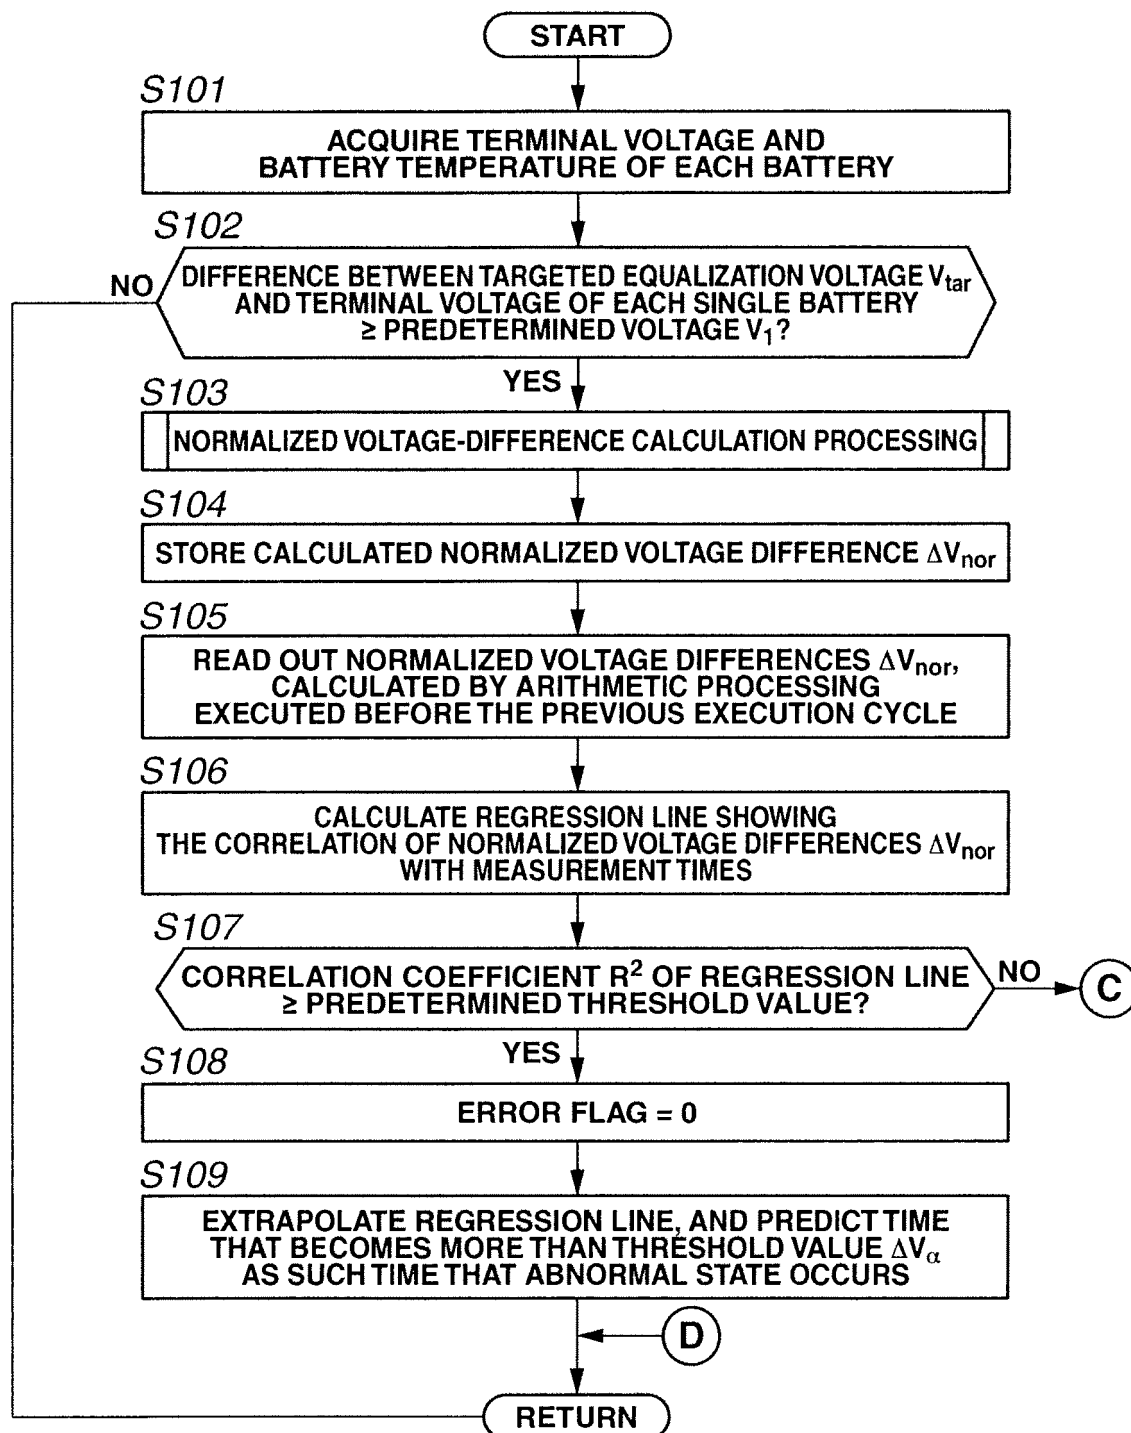 START
S101
ACQUIRE TERMINAL VOLTAGE AND
BATTERY TEMPERATURE OF EACH BATTERY
S102
NO
DIFFERENCE BETWEEN TARGETED EQUALIZATION VOLTAGE Vtar
AND TERMINAL VOLTAGE OF EACH SINGLE BATTERY
≥ PREDETERMINED VOLTAGE V1?
YES
S103
NORMALIZED VOLTAGE-DIFFERENCE CALCULATION PROCESSING
S104
STORE CALCULATED NORMALIZED VOLTAGE DIFFERENCE ΔVnor
S105
READ OUT NORMALIZED VOLTAGE DIFFERENCES ΔVnor,
CALCULATED BY ARITHMETIC PROCESSING
EXECUTED BEFORE THE PREVIOUS EXECUTION CYCLE
S106
CALCULATE REGRESSION LINE SHOWING
THE CORRELATION OF NORMALIZED VOLTAGE DIFFERENCES ΔVnor
WITH MEASUREMENT TIMES
S107
CORRELATION COEFFICIENT R² OF REGRESSION LINE
≥ PREDETERMINED THRESHOLD VALUE?
NO
C
YES
S108
ERROR FLAG = 0
S109
EXTRAPOLATE REGRESSION LINE, AND PREDICT TIME
THAT BECOMES MORE THAN THRESHOLD VALUE ΔVα
AS SUCH TIME THAT ABNORMAL STATE OCCURS
D
RETURN